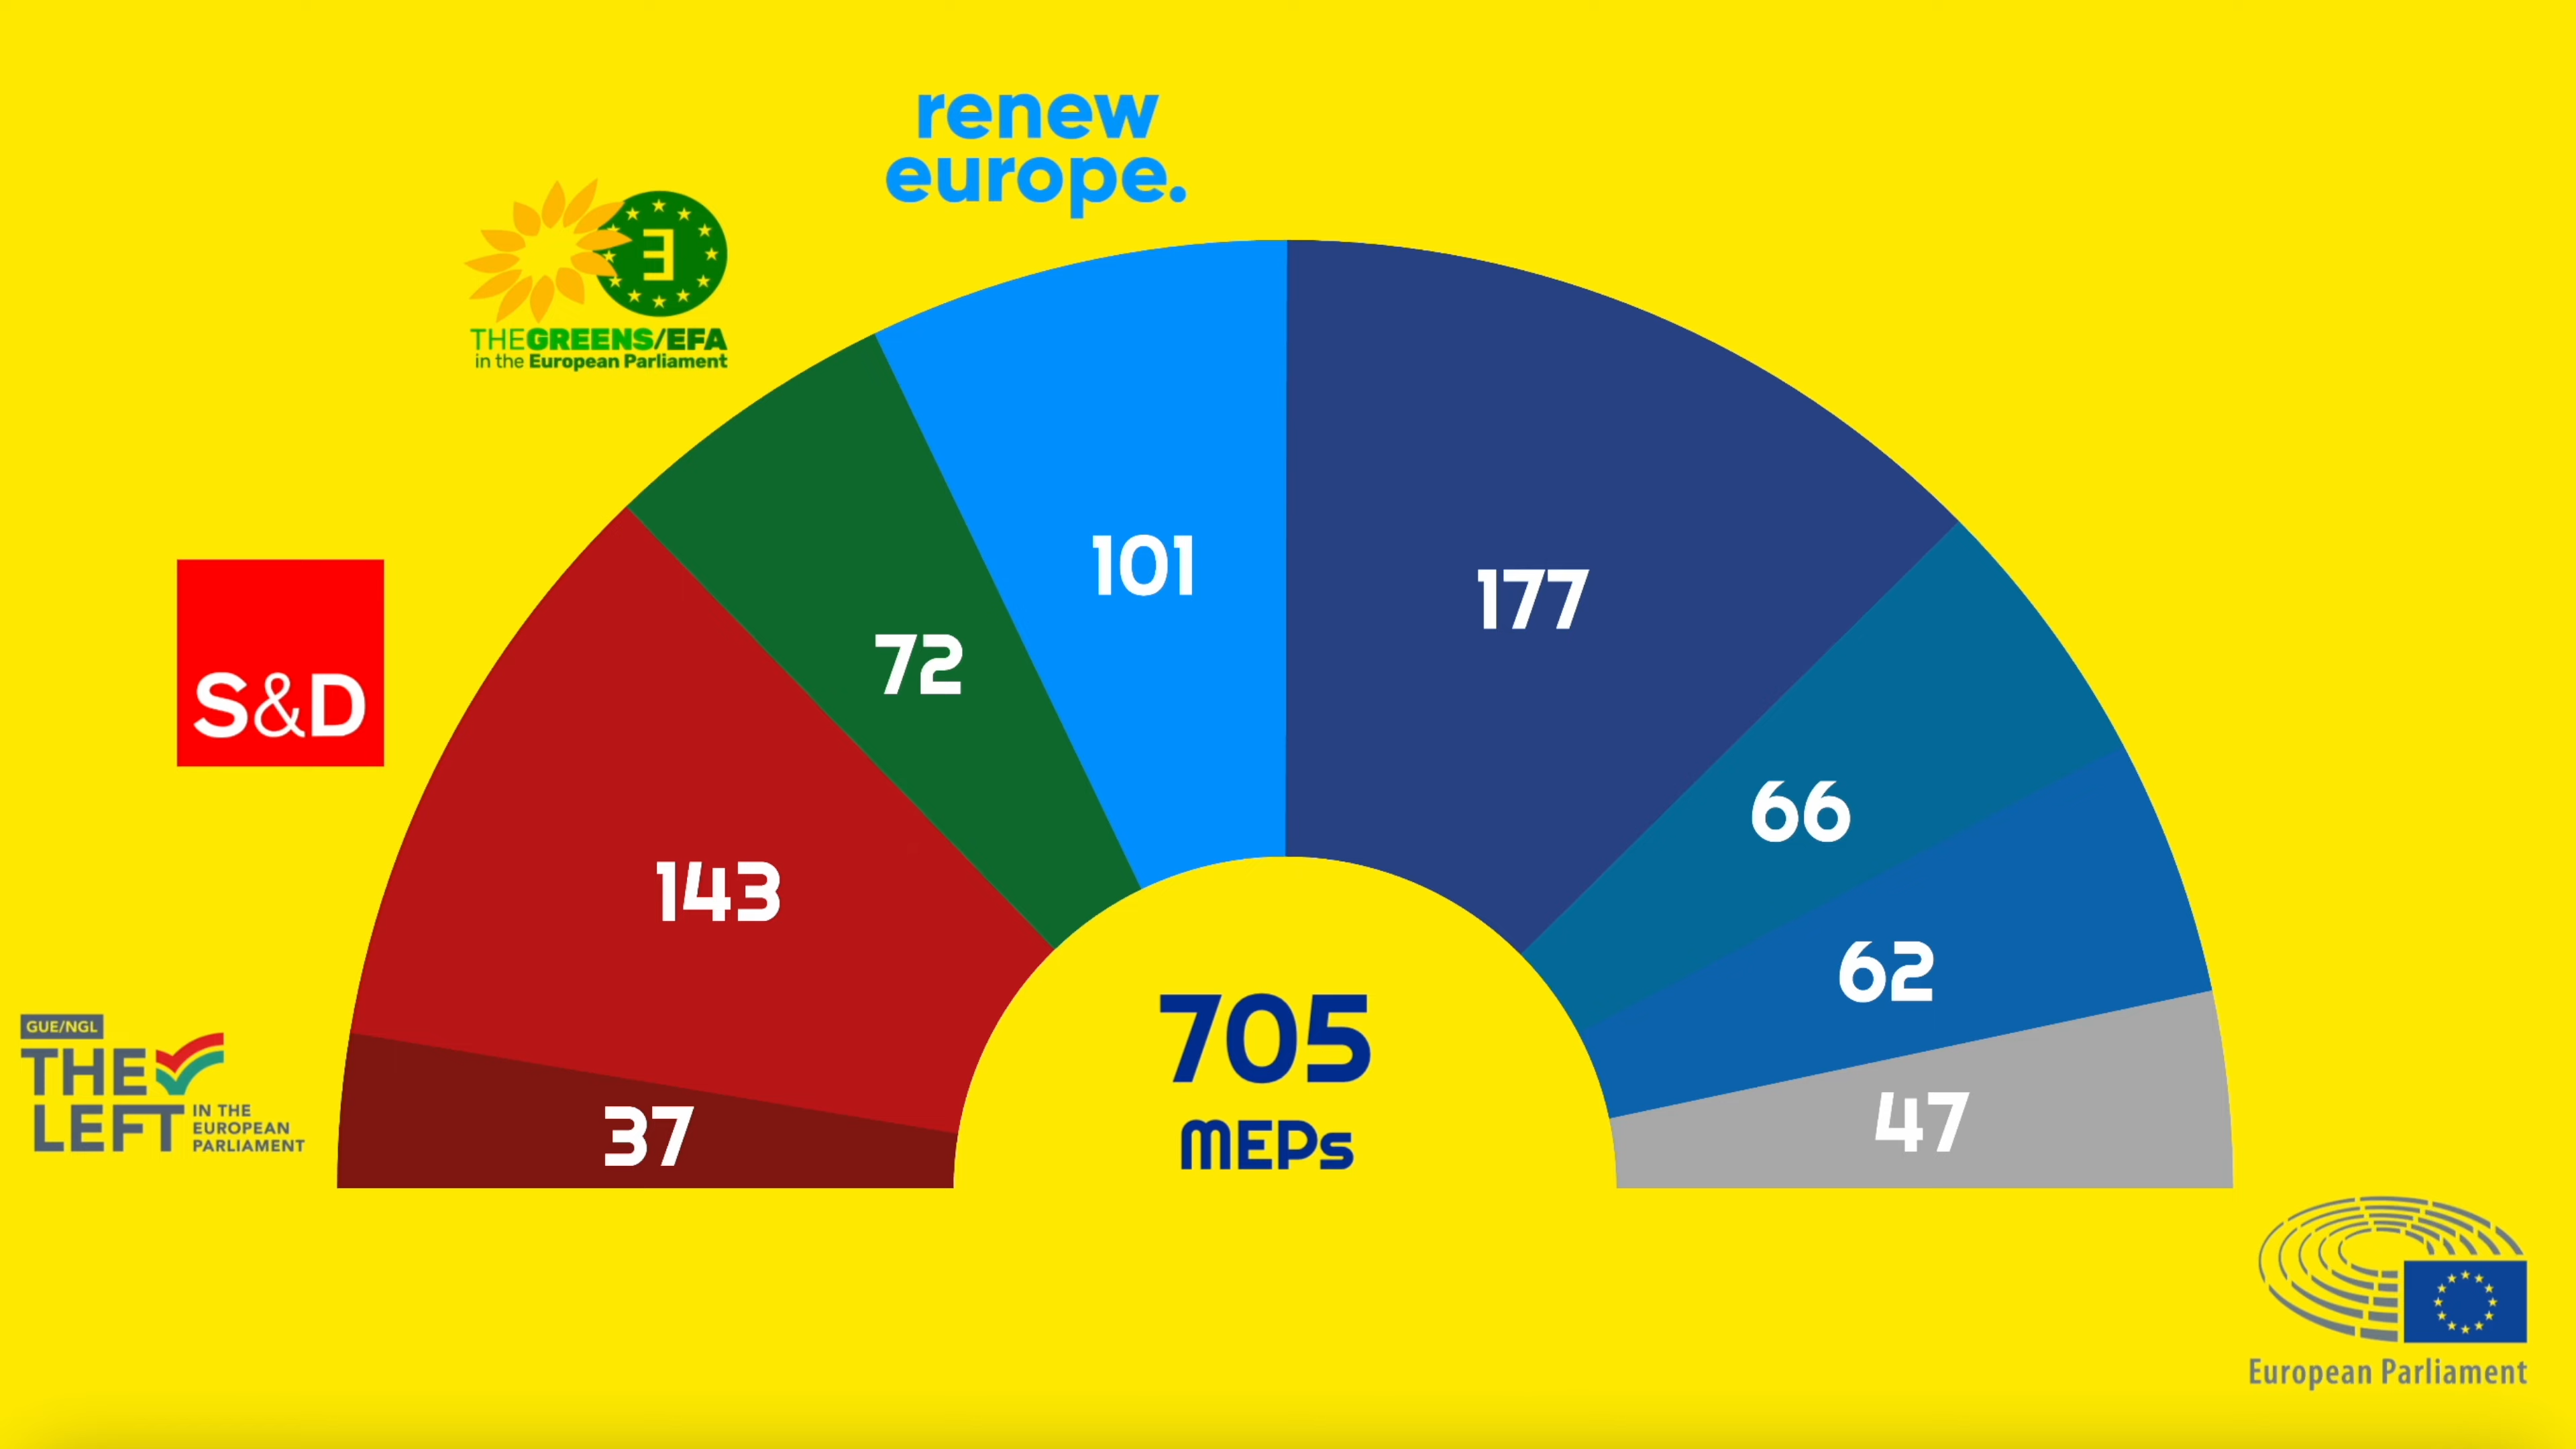 renew
europe.
THEGREENS/EFA
in the European Parliament
S&D
GUE/NGL
THE
LEFT
IN THE
EUROPEAN
PARLIAMENT
37
143
72
101
177
66
62
47
705
MEPs
European Parliament